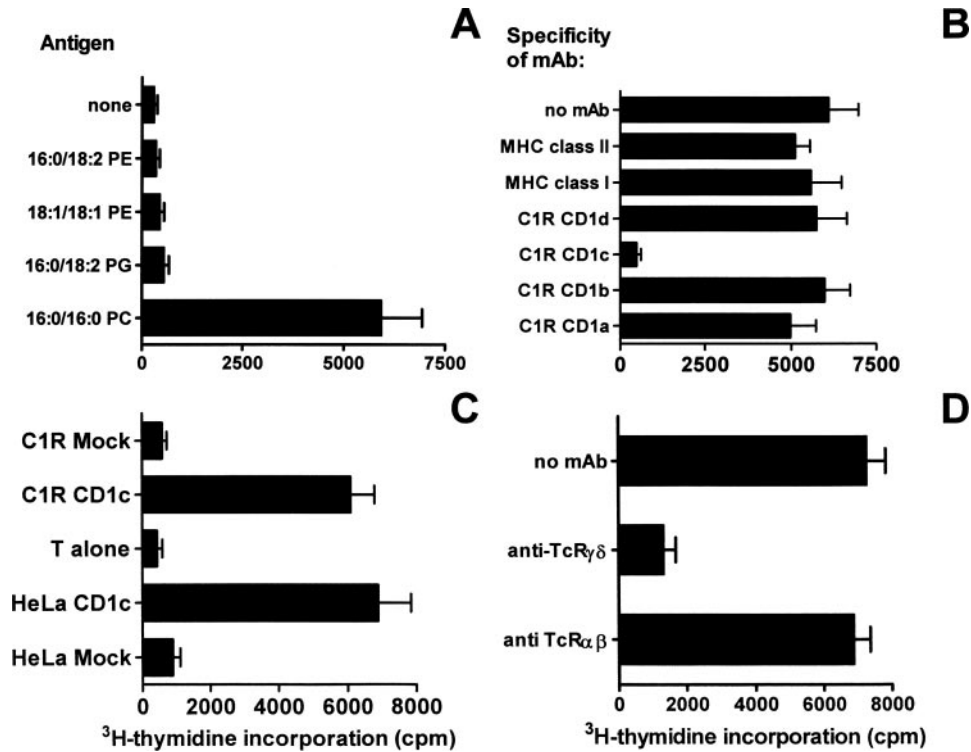 A
Antigen
none
16:0/18:2 PE
18:1/18:1 PE
16:0/18:2 PG
16:0/16:0 PC
0 2500 5000 7500
B
Specificity
of mAb:
no mAb
MHC class II
MHC class I
C1R CD1d
C1R CD1c
C1R CD1b
C1R CD1a
0 2500 5000 7500
C
C1R Mock
C1R CD1c
T alone
HeLa CD1c
HeLa Mock
0 2000 4000 6000 8000
³H-thymidine incorporation (cpm)
D
no mAb
anti-TcRγδ
anti TcRαβ
0 2000 4000 6000 8000
³H-thymidine incorporation (cpm)